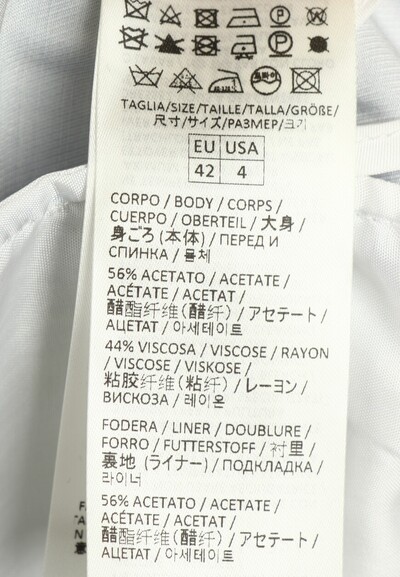 TAGLIA/SIZE/TAILLE/TALLA/GRÖßE/
尺寸/サイズ/РАЗМЕР/크기
EU USA
42 4
CORPO / BODY / CORPS /
CUERPO / OBERTEIL / 大身 /
身ごろ (本体) / ПЕРЕД И
СПИНКА / 몸체
56% ACETATO / ACETATE /
ACÉTATE / ACETAT /
醋酯纤维(醋纤) / アセテート /
АЦЕТАТ / 아세테이트
44% VISCOSA / VISCOSE / RAYON
/ VISCOSE / VISKOSE /
粘胶纤维(粘纤) / レーヨン /
ВИСКОЗА / 레이온
FODERA / LINER / DOUBLURE /
FORRO / FUTTERSTOFF / 衬里 /
裏地 (ライナー) / ПОДКЛАДКА /
라이너
56% ACETATO / ACETATE /
ACÉTATE / ACETAT /
醋酯纤维(醋纤) / アセテート /
АЦЕТАТ / 아세테이트